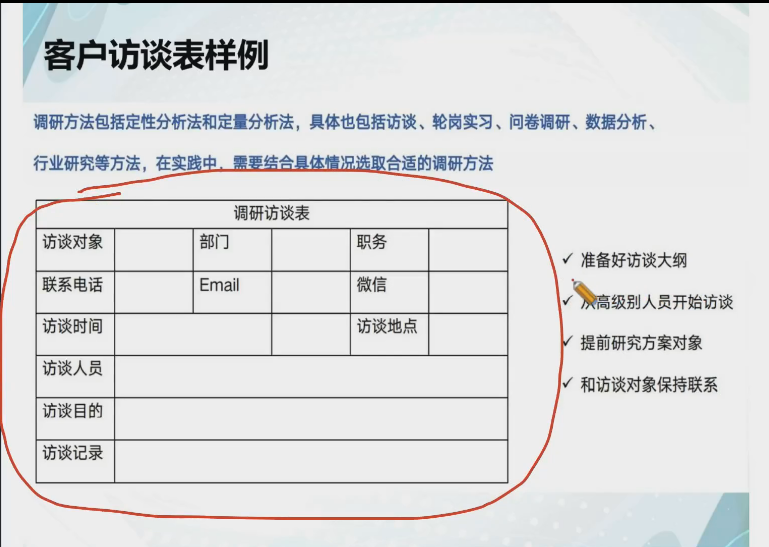 客户访谈表样例
调研方法包括定性分析法和定量分析法，具体也包括访谈、轮岗实习、问卷调研、数据分析、
行业研究等方法，在实践中，需要结合具体情况选取合适的调研方法
调研访谈表
访谈对象 部门 职务
联系电话 Email 微信
访谈时间 访谈地点
访谈人员
访谈目的
访谈记录
✓ 准备好访谈大纲
✓ 从高级别人员开始访谈
✓ 提前研究方案对象
✓ 和访谈对象保持联系